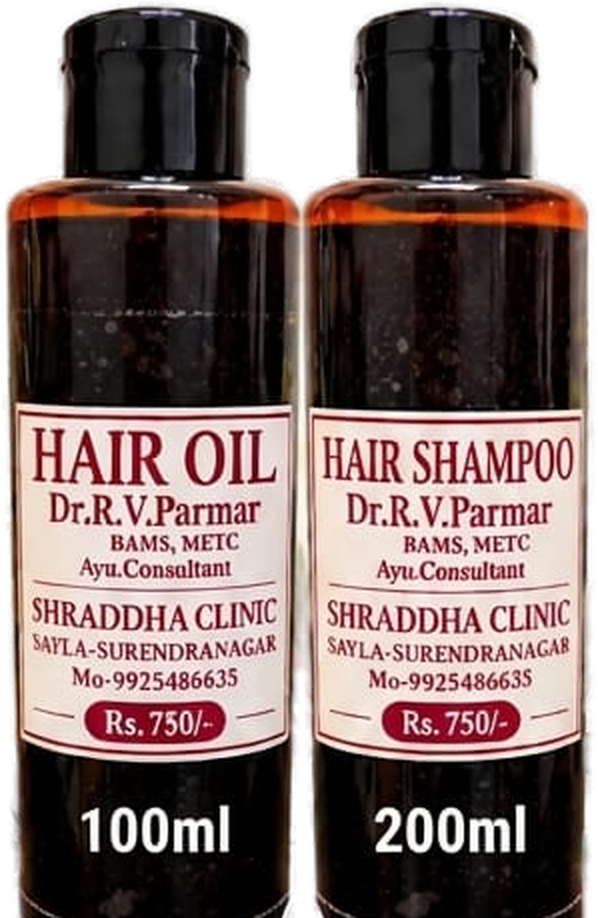 HAIR OIL
Dr.R.V.Parmar
BAMS, METC
Ayu.Consultant
SHRADDHA CLINIC
SAYLA-SURENDRANAGAR
Mo-9925486635
Rs. 750/-
100ml
HAIR SHAMPOO
Dr.R.V.Parmar
BAMS, METC
Ayu.Consultant
SHRADDHA CLINIC
SAYLA-SURENDRANAGAR
Mo-9925486635
Rs. 750/-
200ml